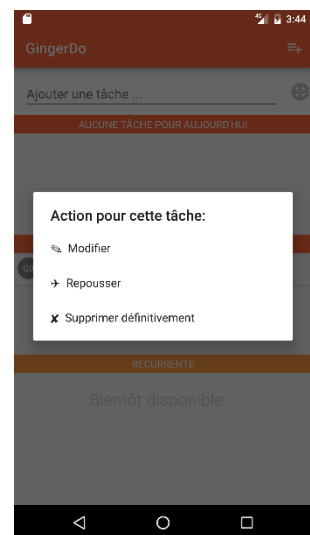 3:44
GingerDo
Ajouter une tâche ...
AUCUNE TÂCHE POUR AUJOURD'HUI
Action pour cette tâche:
✎ Modifier
✈ Repousser
✘ Supprimer définitivement
RECURRENTE
Bientôt disponible